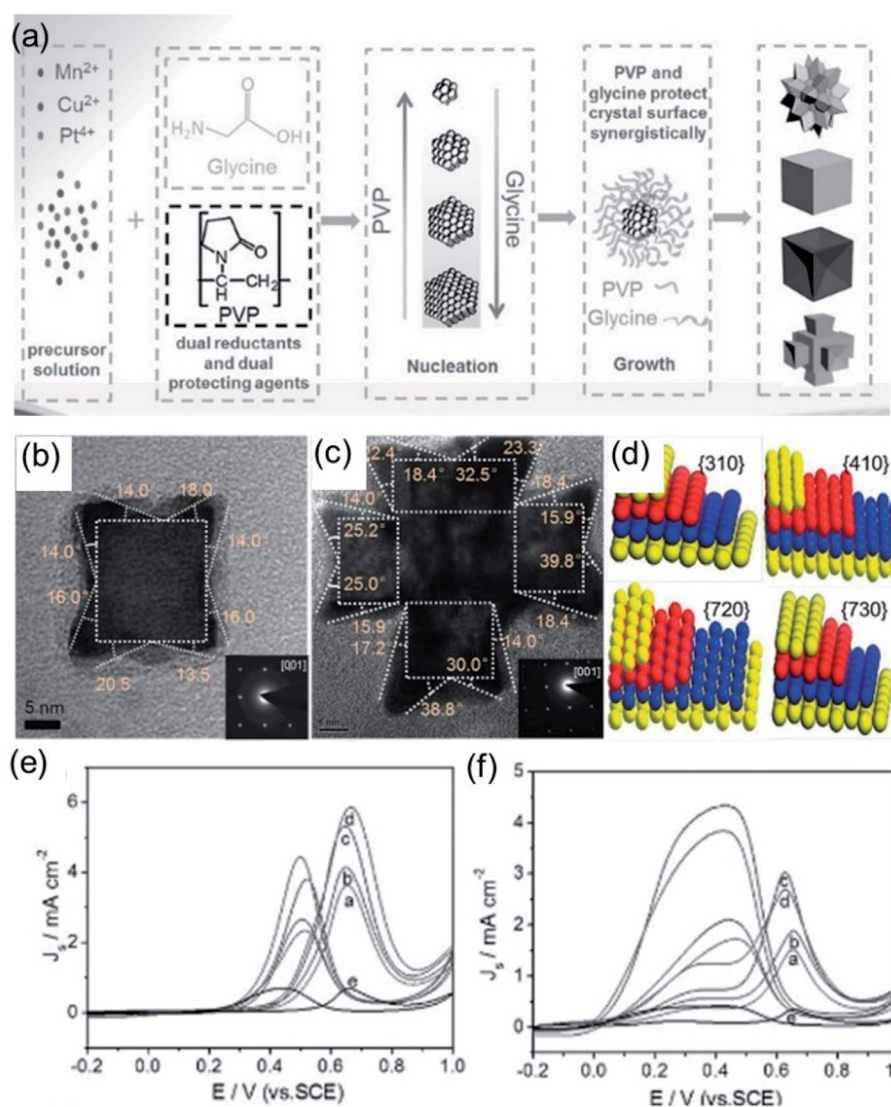 (a)
Mn²⁺
Cu²⁺
Pt⁴⁺
precursor
solution
+
O
H₂N
OH
Glycine
O
N
C
H
CH₂
PVP
dual reductants
and dual
protecting agents
PVP
Glycine
Nucleation
PVP and
glycine protect
crystal surface
synergistically
PVP
Glycine
Growth
(b)
14.0
18.0
14.0°
14.0°
16.0°
16.0
20.5
13.5
5 nm
[001]
(c)
22.4
23.3
18.4°
32.5°
14.0
18.4
25.2°
15.9°
25.0°
39.8°
15.9°
18.4°
17.2
14.0°
30.0°
38.8°
5 nm
[001]
(d)
{310}
{410}
{720}
{730}
(e)
Jₛ / mA cm⁻²
6
4
2
0
d
c
b
a
e
-0.2
0.0
0.2
0.4
0.6
0.8
1.0
E / V (vs.SCE)
(f)
Jₛ / mA cm⁻²
5
4
3
2
1
0
c
d
b
a
e
-0.2
0.0
0.2
0.4
0.6
0.8
1.0
E / V (vs.SCE)